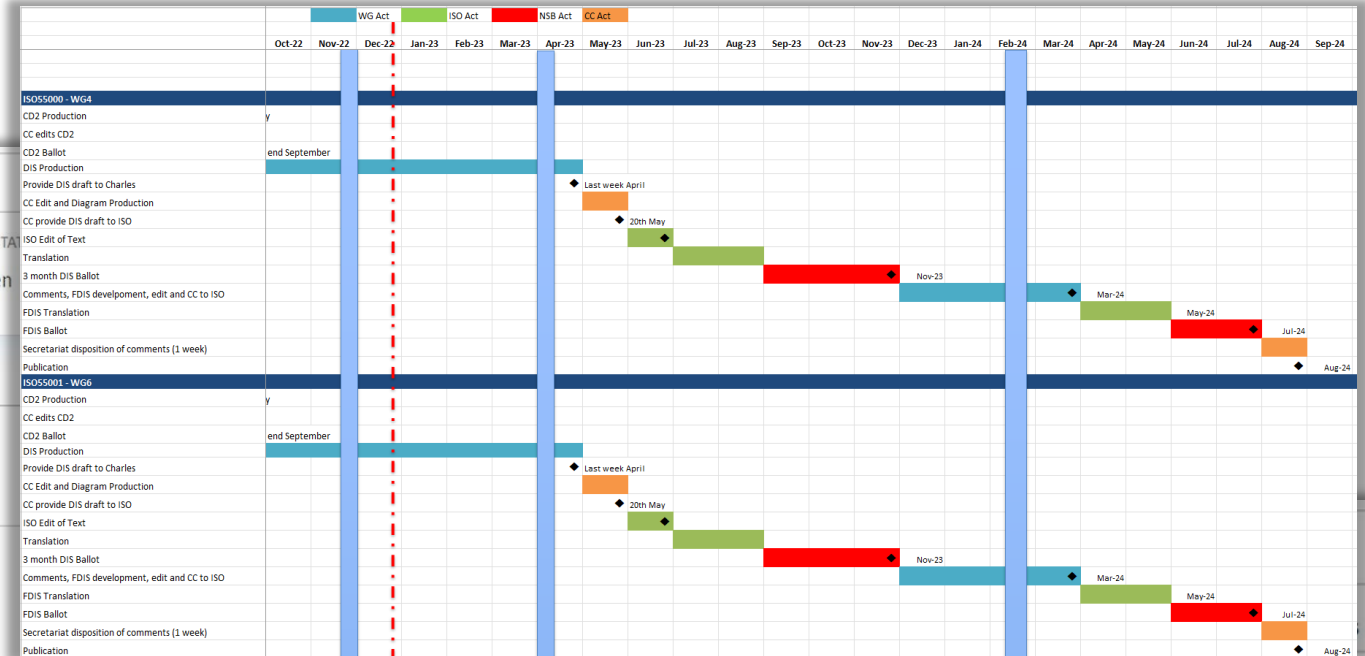 WG Act ISO Act NSB Act CC Act
Oct-22 Nov-22 Dec-22 Jan-23 Feb-23 Mar-23 Apr-23 May-23 Jun-23 Jul-23 Aug-23 Sep-23 Oct-23 Nov-23 Dec-23 Jan-24 Feb-24 Mar-24 Apr-24 May-24 Jun-24 Jul-24 Aug-24 Sep-24
ISO55000 - WG4
CD2 Production y
CC edits CD2
CD2 Ballot end September
DIS Production
Provide DIS draft to Charles Last week April
CC Edit and Diagram Production
CC provide DIS draft to ISO 20th May
ISO Edit of Text
Translation
3 month DIS Ballot Nov-23
Comments, FDIS develpoment, edit and CC to ISO Mar-24
FDIS Translation May-24
FDIS Ballot Jul-24
Secretariat disposition of comments (1 week)
Publication Aug-24
ISO55001 - WG6
CD2 Production y
CC edits CD2
CD2 Ballot end September
DIS Production
Provide DIS draft to Charles Last week April
CC Edit and Diagram Production
CC provide DIS draft to ISO 20th May
ISO Edit of Text
Translation
3 month DIS Ballot Nov-23
Comments, FDIS development, edit and CC to ISO Mar-24
FDIS Translation May-24
FDIS Ballot Jul-24
Secretariat disposition of comments (1 week)
Publication Aug-24